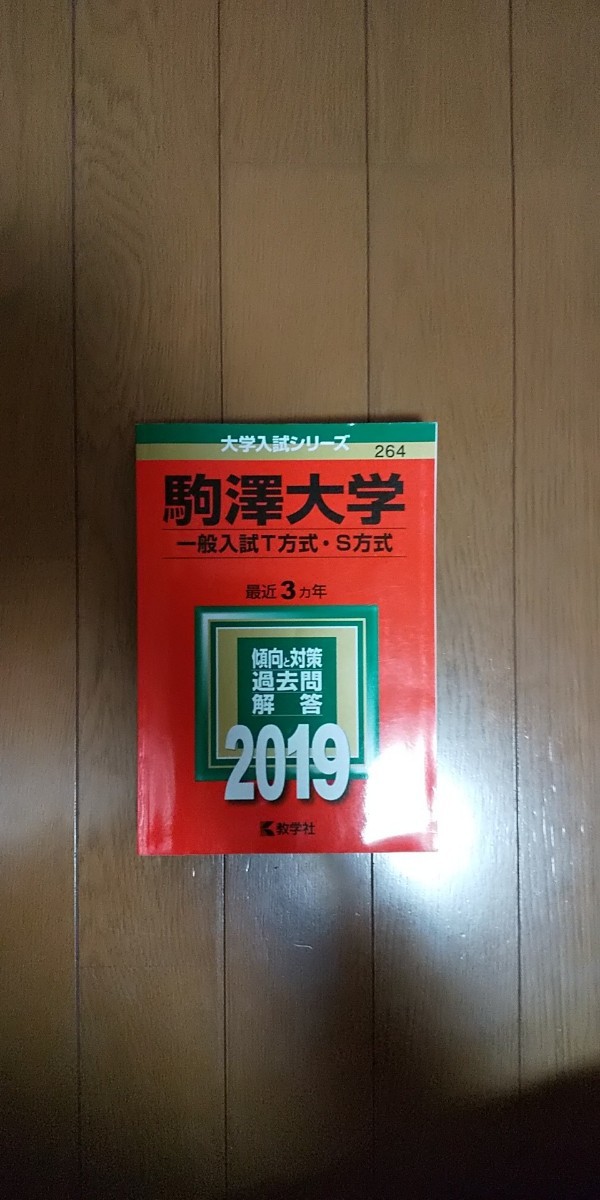 大学入試シリーズ
264
駒澤大学
一般入試T方式・S方式
最近3ヵ年
傾向と対策
過去問
解答
2019
教学社